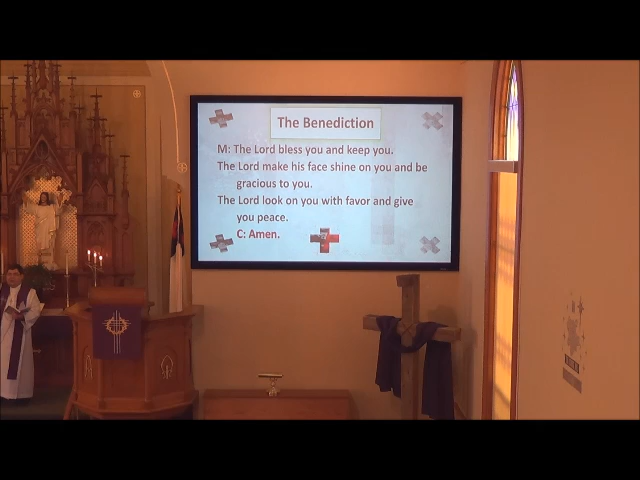 The Benediction
M: The Lord bless you and keep you.
The Lord make his face shine on you and be
gracious to you.
The Lord look on you with favor and give
you peace.
C: Amen.